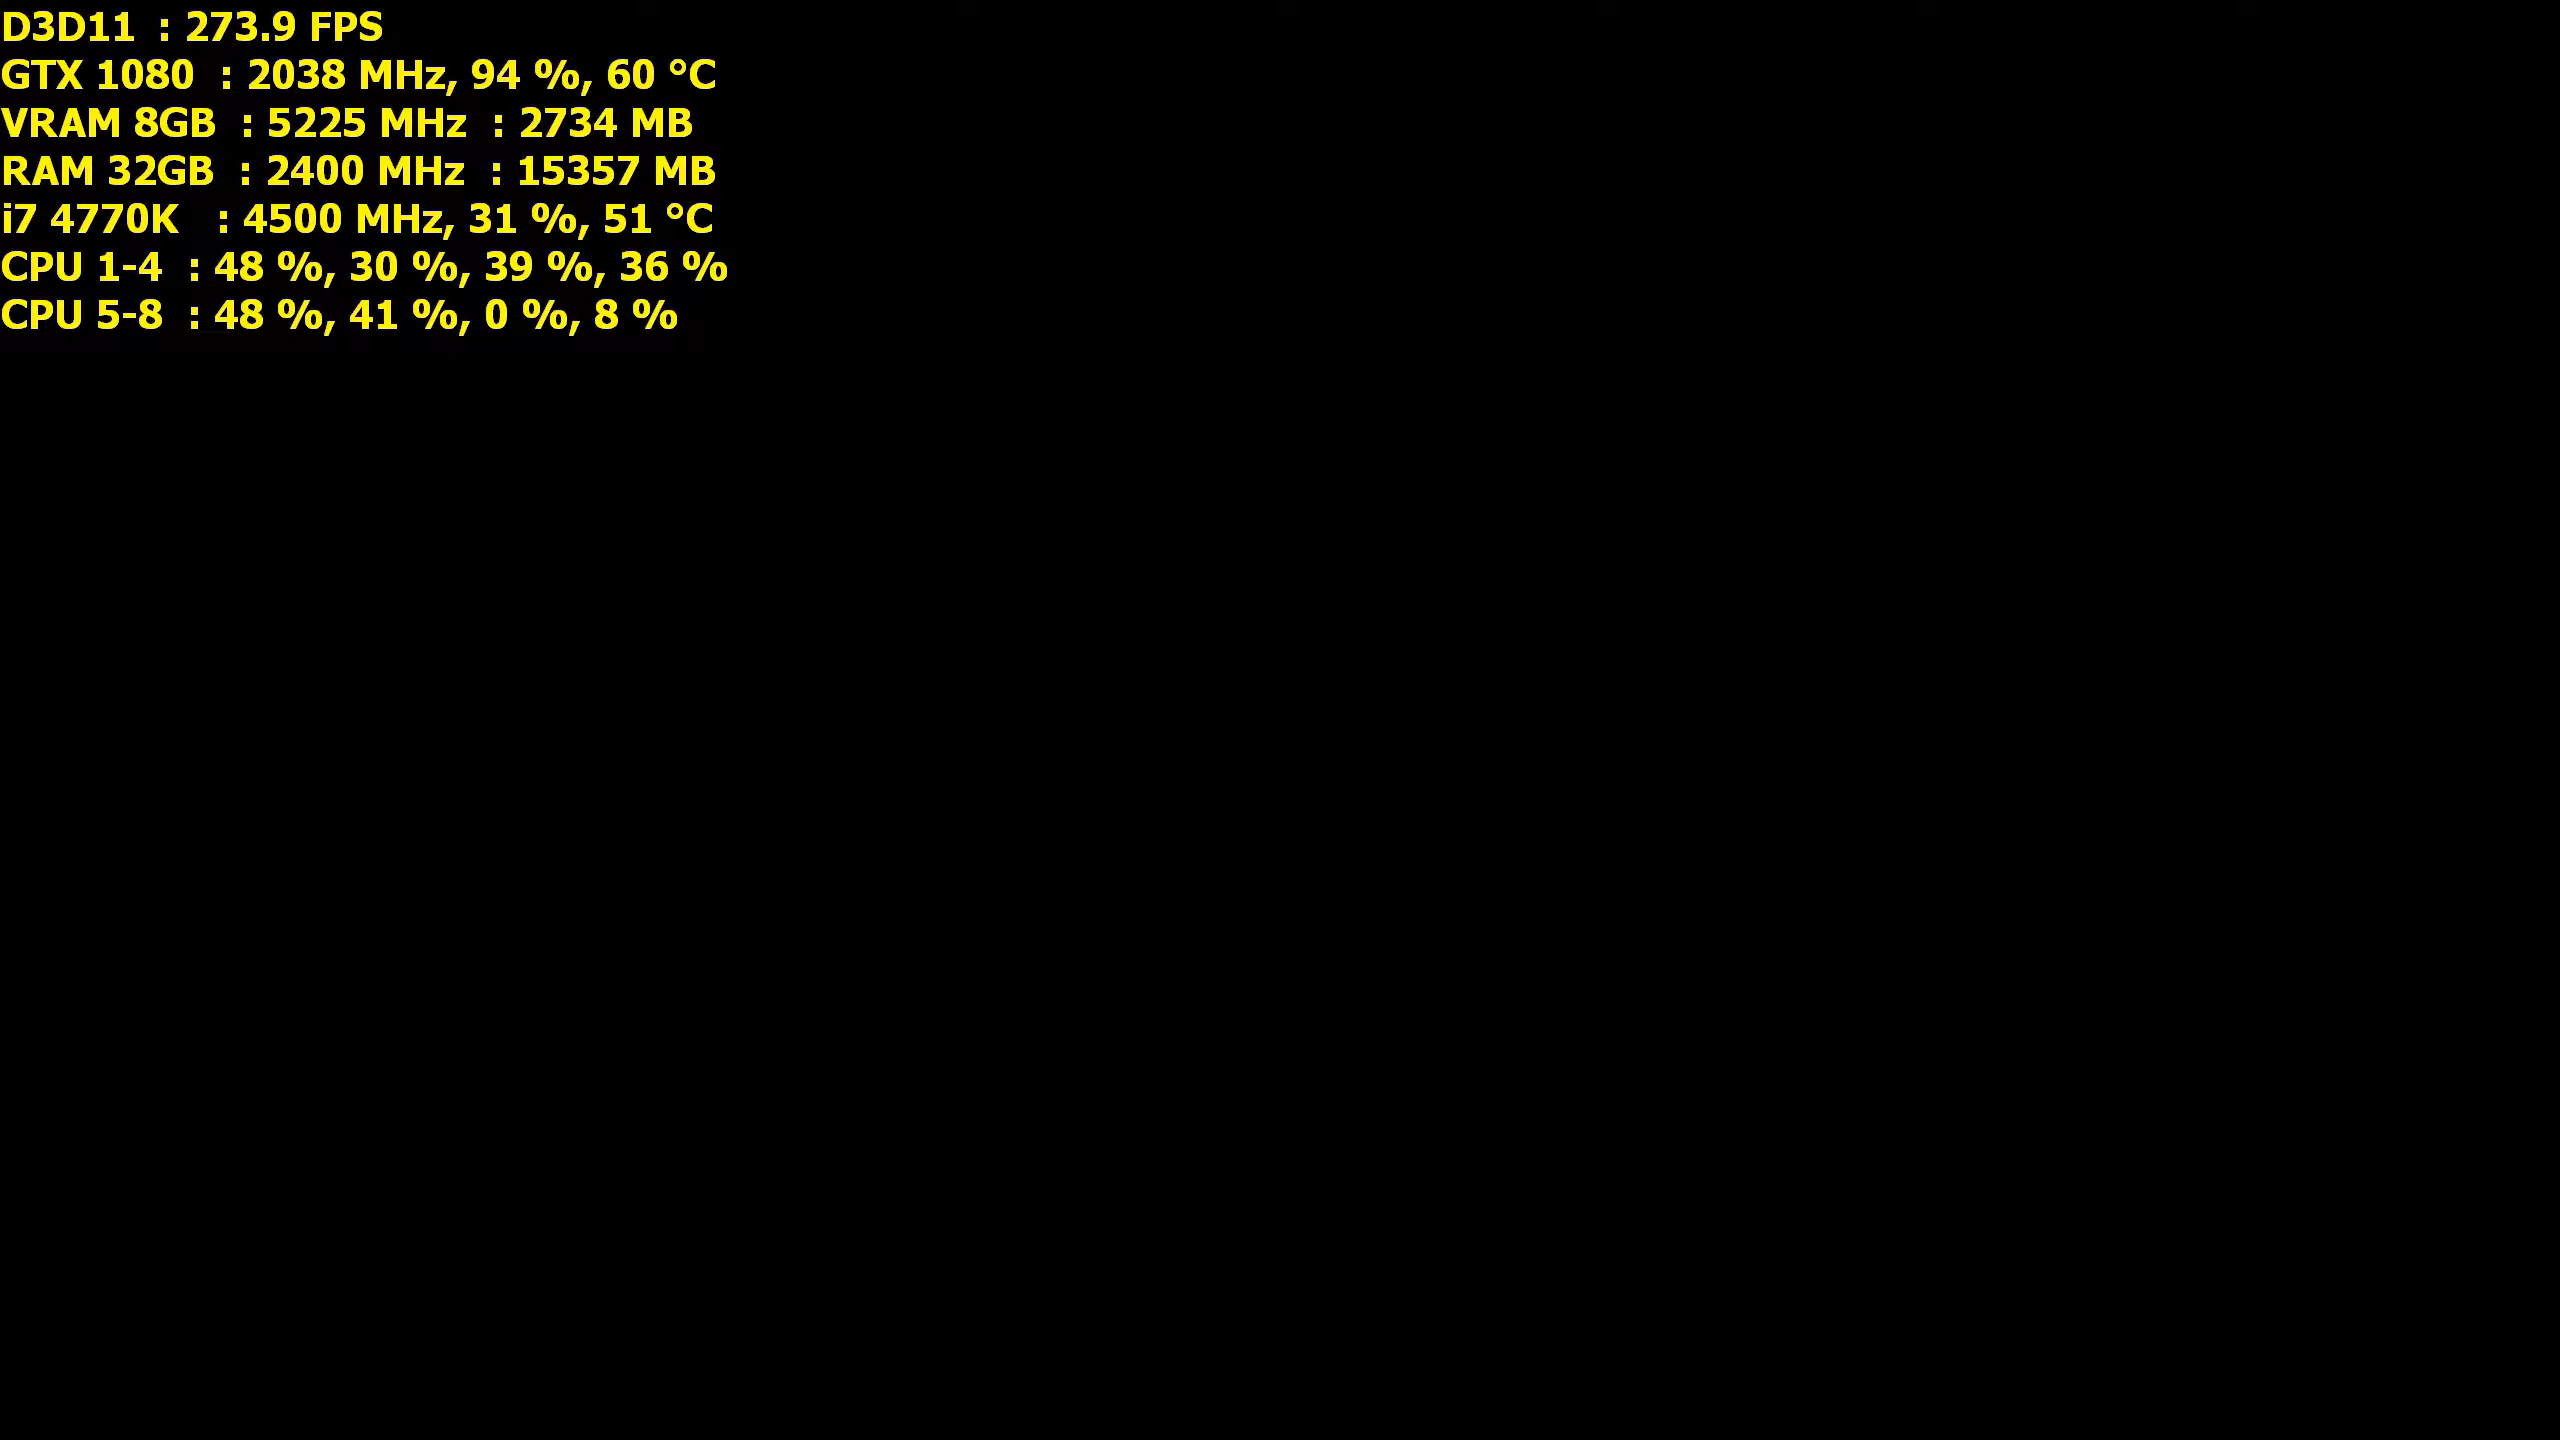 D3D11 : 273.9 FPS
GTX 1080 : 2038 MHz, 94 %, 60 °C
VRAM 8GB : 5225 MHz : 2734 MB
RAM 32GB : 2400 MHz : 15357 MB
i7 4770K : 4500 MHz, 31 %, 51 °C
CPU 1-4 : 48 %, 30 %, 39 %, 36 %
CPU 5-8 : 48 %, 41 %, 0 %, 8 %